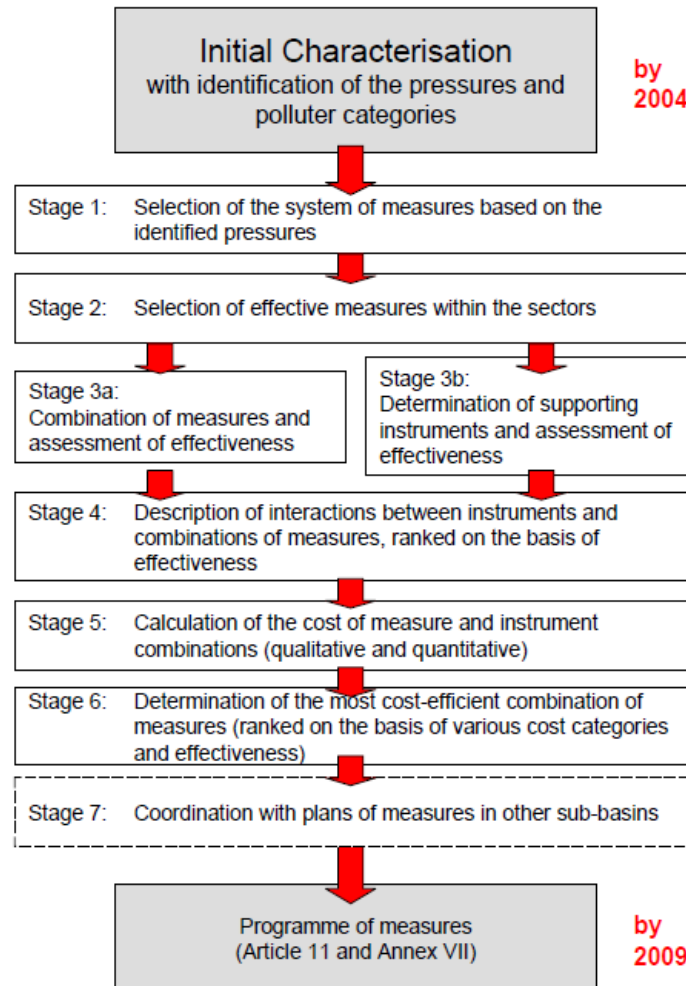 Initial Characterisation
with identification of the pressures and
polluter categories
by
2004
Stage 1: Selection of the system of measures based on the
identified pressures
Stage 2: Selection of effective measures within the sectors
Stage 3a:
Combination of measures and
assessment of effectiveness
Stage 3b:
Determination of supporting
instruments and assessment of
effectiveness
Stage 4: Description of interactions between instruments and
combinations of measures, ranked on the basis of
effectiveness
Stage 5: Calculation of the cost of measure and instrument
combinations (qualitative and quantitative)
Stage 6: Determination of the most cost-efficient combination of
measures (ranked on the basis of various cost categories
and effectiveness)
Stage 7: Coordination with plans of measures in other sub-basins
Programme of measures
(Article 11 and Annex VII)
by
2009